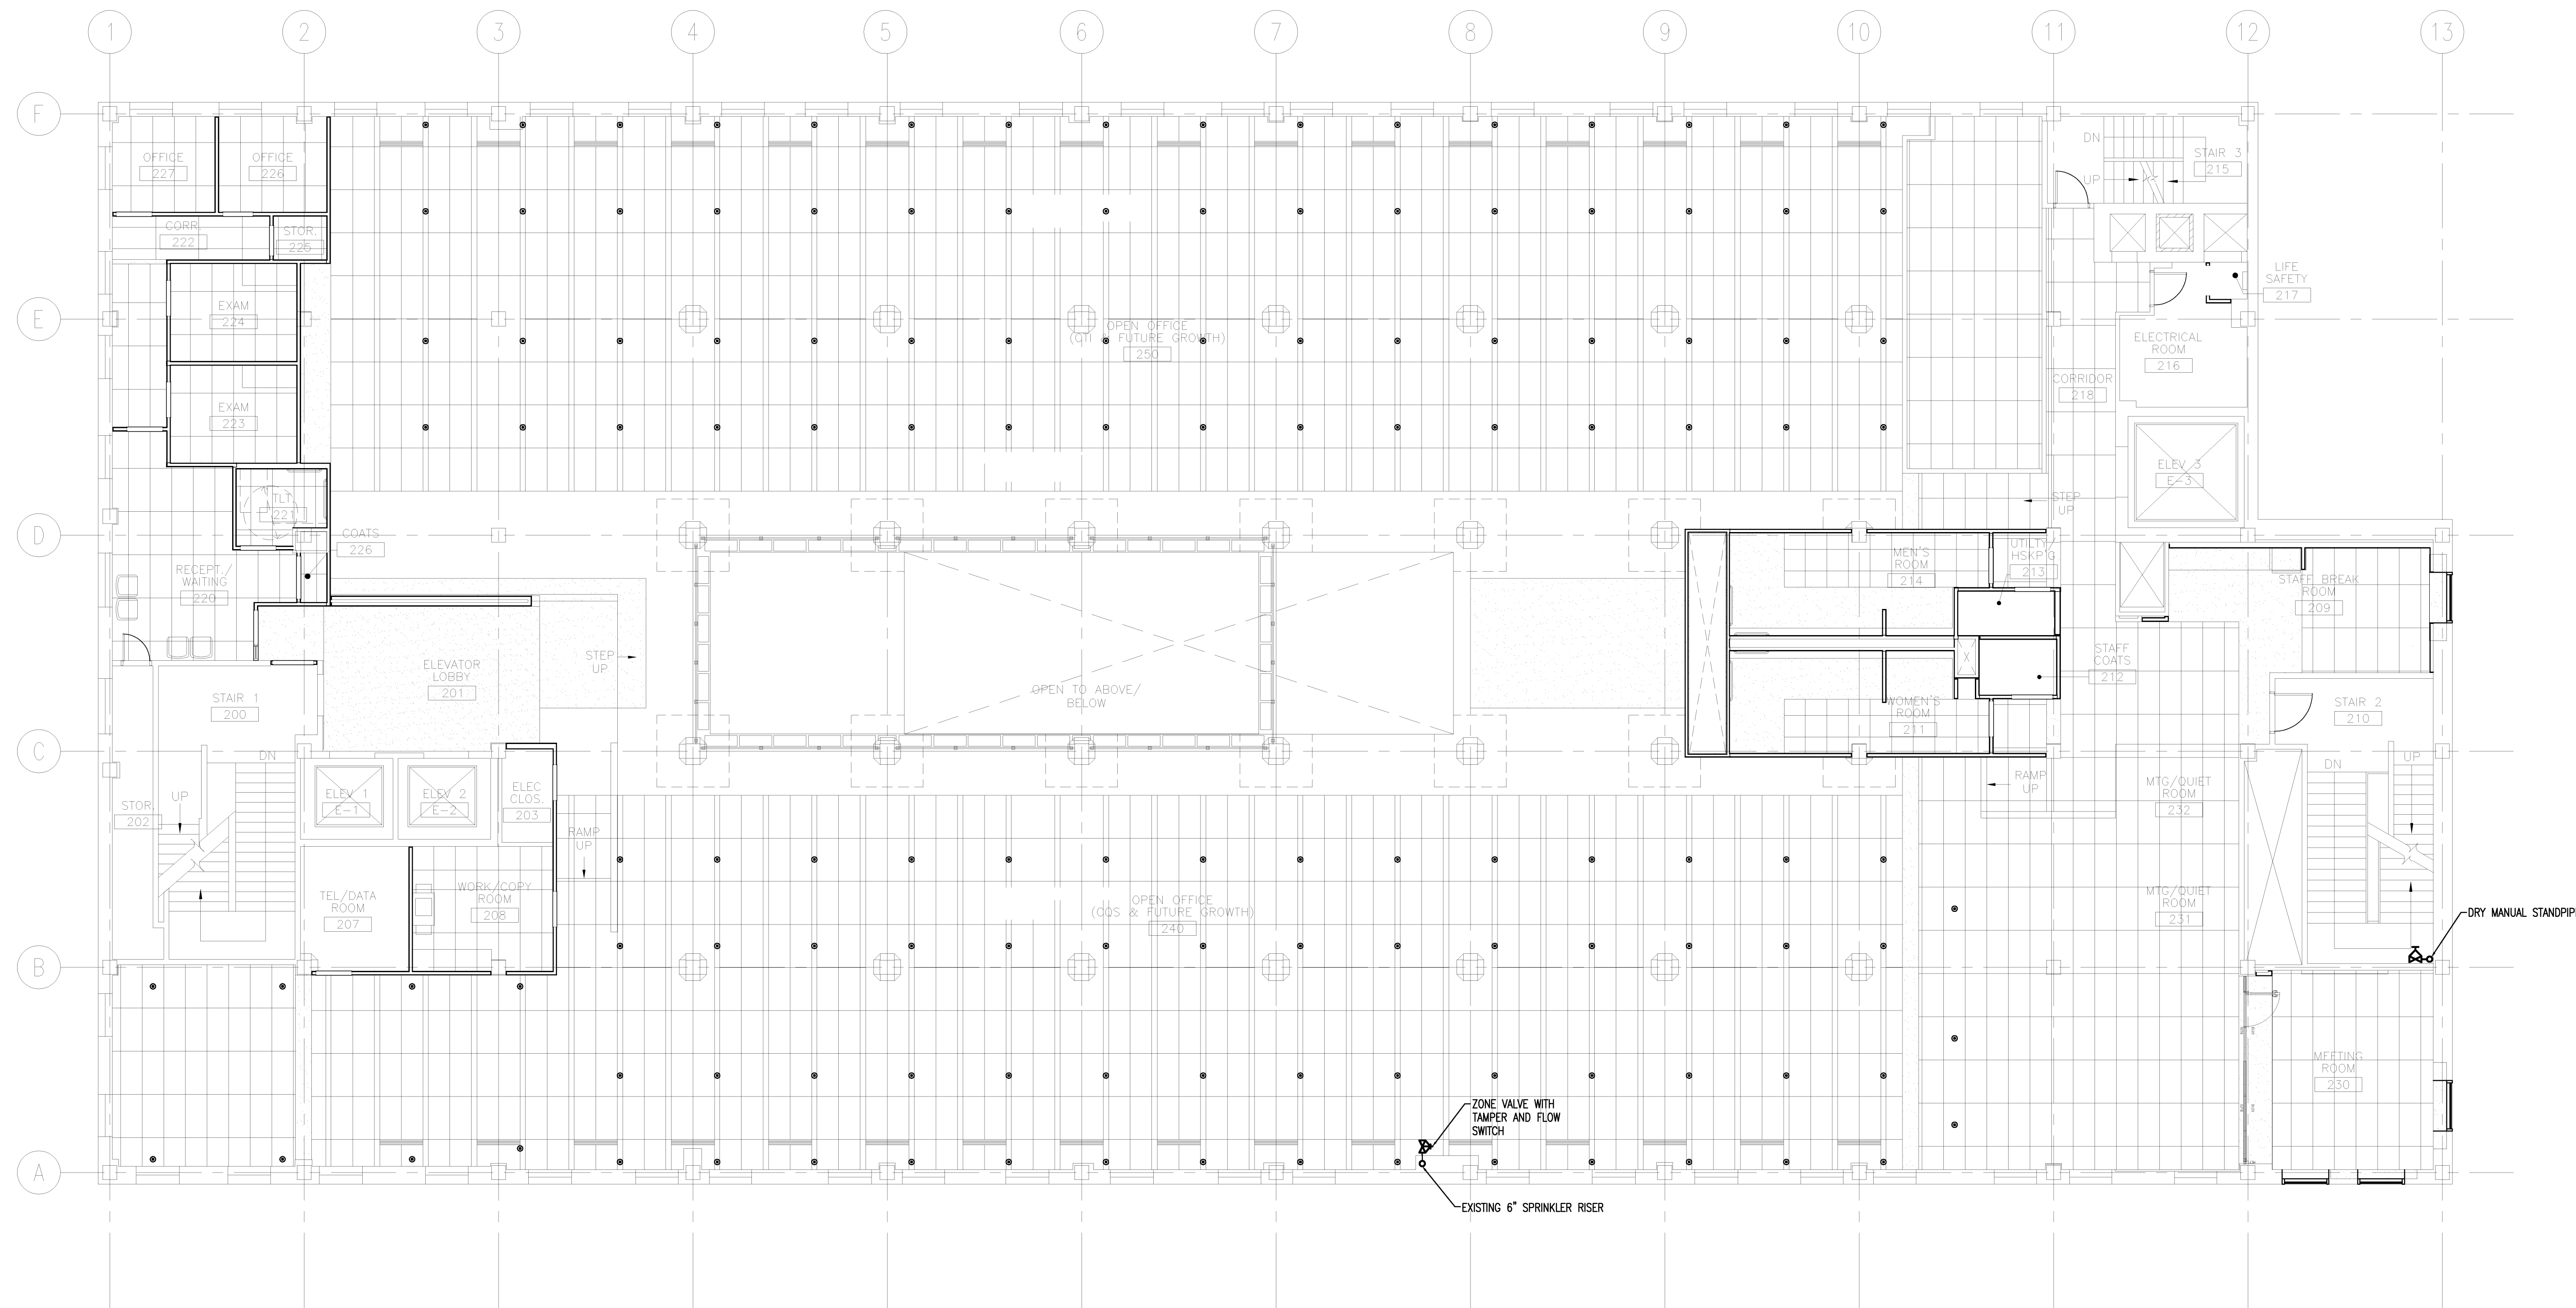 1
2
3
4
5
6
7
8
9
10
11
12
13
F
E
D
C
B
A
OFFICE
227
OFFICE
226
CORR.
222
STOR.
225
EXAM
224
EXAM
223
TLT.
221
COATS
226
RECEPT./
WAITING
220
STAIR 1
200
ELEVATOR
LOBBY
201
STEP
UP
OPEN OFFICE
(CTI & FUTURE GROWTH)
250
OPEN TO ABOVE/
BELOW
DN
UP
STAIR 3
215
LIFE
SAFETY
217
ELECTRICAL
ROOM
216
CORRIDOR
218
ELEV 3
E-3
STEP
UP
MEN'S
ROOM
214
UTILTY/
HSKP'G
213
STAFF BREAK
ROOM
209
STAFF
COATS
212
WOMEN'S
ROOM
211
STAIR 2
210
RAMP
UP
MTG/QUIET
ROOM
232
DN
UP
MTG/QUIET
ROOM
231
DN
UP
STOR.
202
ELEV 1
E-1
ELEV 2
E-2
ELEC
CLOS.
203
RAMP
UP
TEL/DATA
ROOM
207
WORK/COPY
ROOM
208
OPEN OFFICE
(CQS & FUTURE GROWTH)
240
DRY MANUAL STANDPIP
MEETING
ROOM
230
ZONE VALVE WITH
TAMPER AND FLOW
SWITCH
EXISTING 6" SPRINKLER RISER